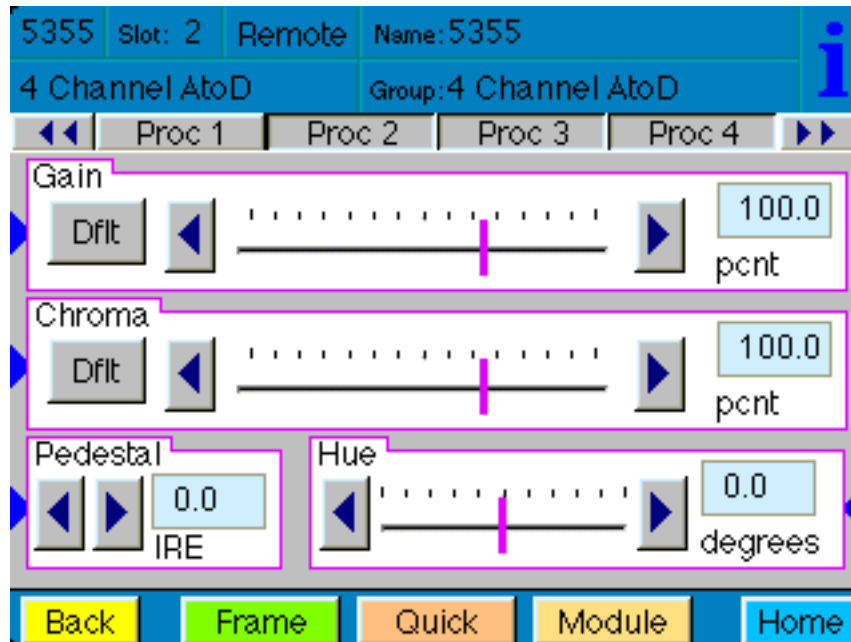 5355 Slot: 2 Remote Name:5355
4 Channel AtoD Group:4 Channel AtoD
i
Proc 1 Proc 2 Proc 3 Proc 4
Gain
Dflt 100.0
pcnt
Chroma
Dflt 100.0
pcnt
Pedestal Hue
0.0 0.0
IRE degrees
Back Frame Quick Module Home